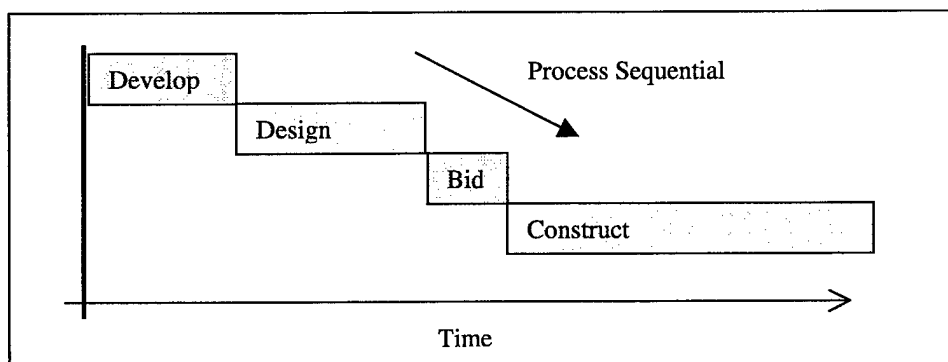 Develop
Process Sequential
Design
Bid
Construct
Time